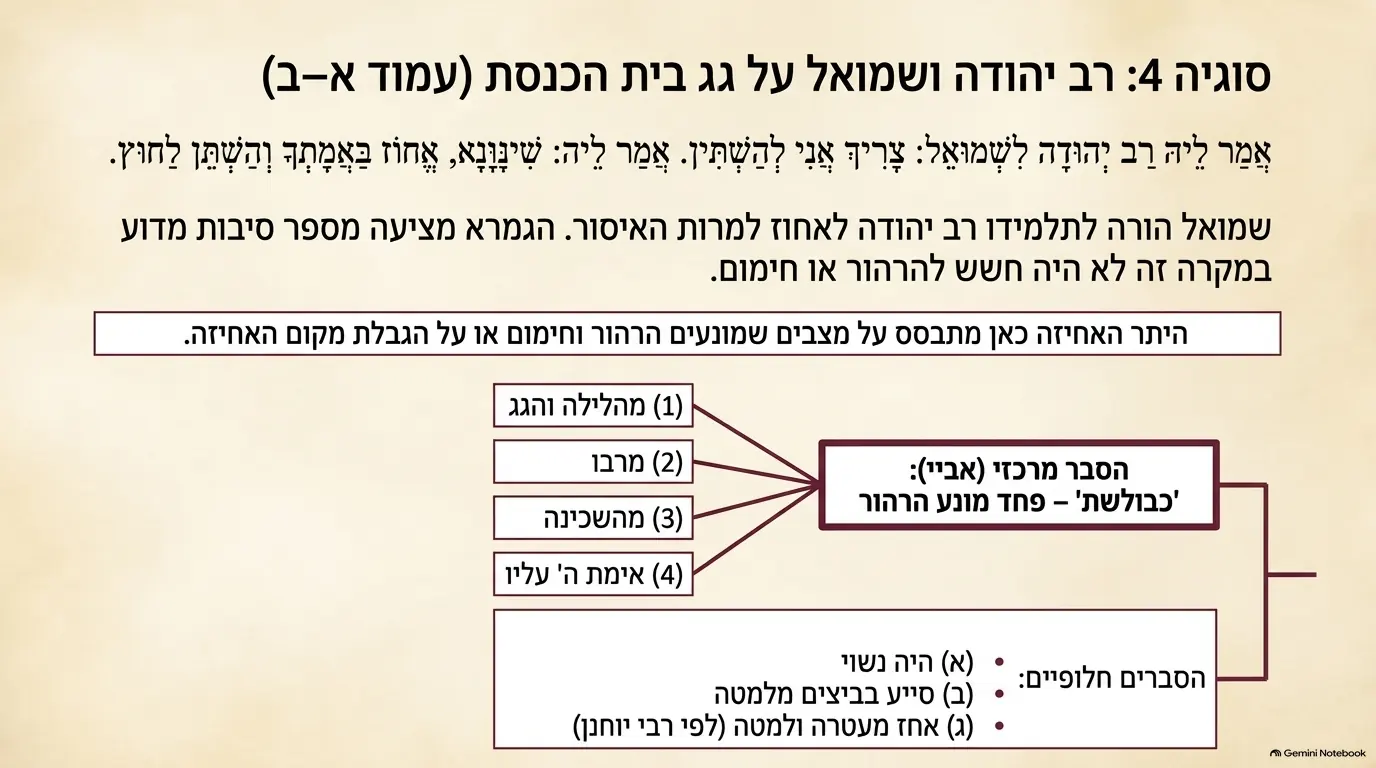 סוגיה 4: רב יהודה ושמואל על גג בית הכנסת (עמוד א–ב)
אֲמַר לֵיהּ רַב יְהוּדָה לִשְׁמוּאֵל: צָרִיךְ אֲנִי לְהַשְׁתִּין. אֲמַר לֵיה: שִׁינָּוָנָא, אֱחוֹז בַּאֲמָתְךָ וְהַשְׁתֵּן לַחוּץ.
שמואל הורה לתלמידו רב יהודה לאחוז למרות האיסור. הגמרא מציעה מספר סיבות מדוע
במקרה זה לא היה חשש להרהור או חימום.
היתר האחיזה כאן מתבסס על מצבים שמונעים הרהור וחימום או על הגבלת מקום האחיזה.
הסבר מרכזי (אביי):
'כבולשת' – פחד מונע הרהור
(1) מהלילה והגג
(2) מרבו
(3) מהשכינה
(4) אימת ה' עליו
הסברים חלופיים:
• (א) היה נשוי
• (ב) סייע בביצים מלמטה
• (ג) אחז מעטרה ולמטה (לפי רבי יוחנן)
Gemini Notebook